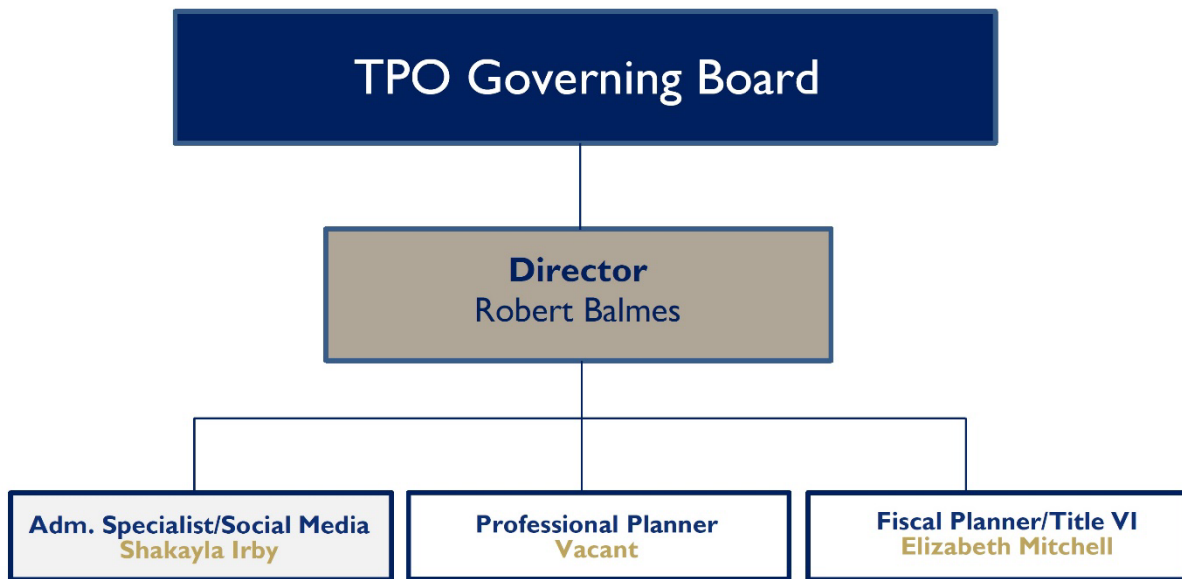 TPO Governing Board
Director
Robert Balmes
Adm. Specialist/Social Media
Shakayla Irby
Professional Planner
Vacant
Fiscal Planner/Title VI
Elizabeth Mitchell